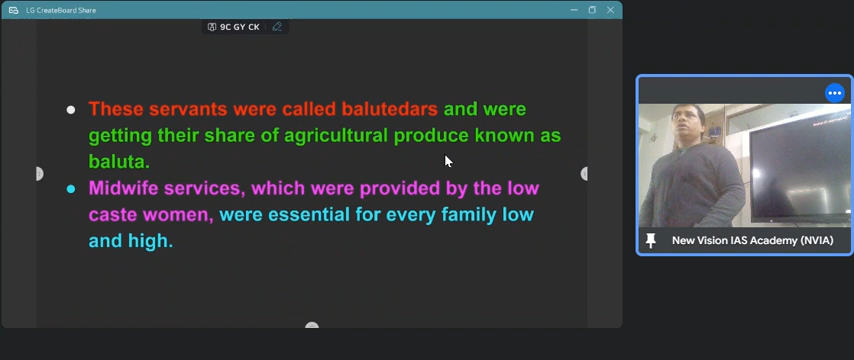 LG CreateBoard Share
9C GY CK
These servants were called balutedars and were
getting their share of agricultural produce known as
baluta.
Midwife services, which were provided by the low
caste women, were essential for every family low
and high.
New Vision IAS Academy (NVIA)